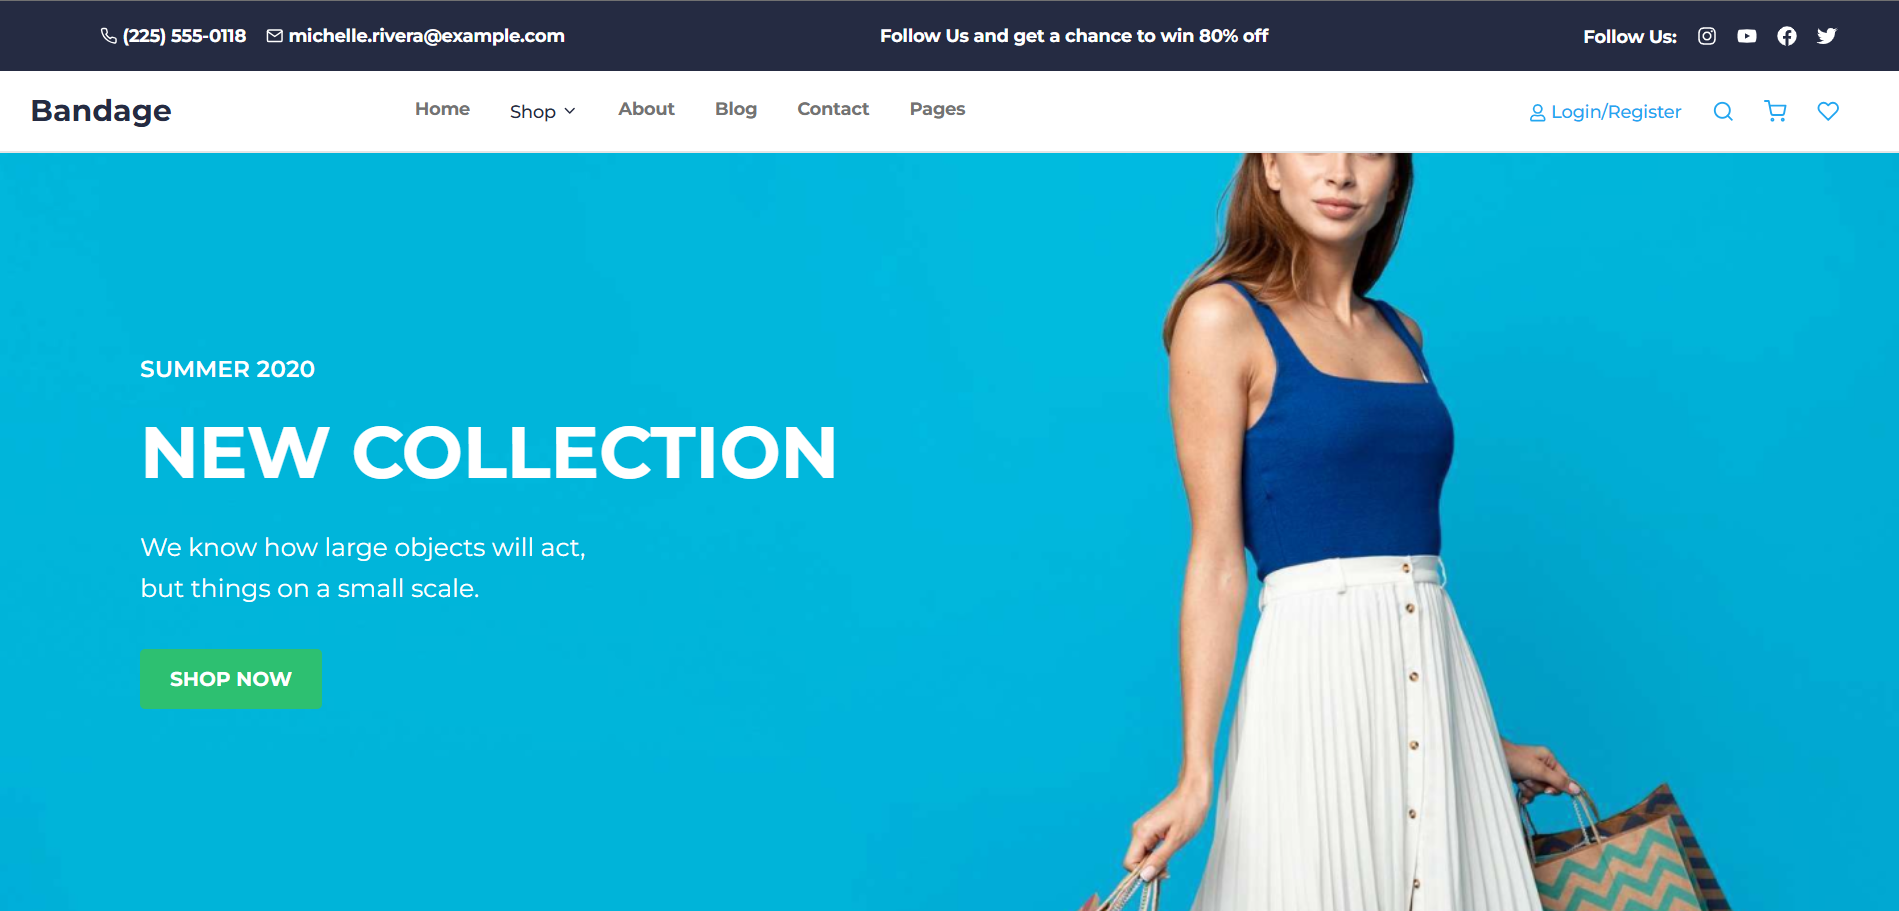 (225) 555-0118 michelle.rivera@example.com Follow Us and get a chance to win 80% off Follow Us:
Bandage Home Shop About Blog Contact Pages Login/Register
SUMMER 2020
NEW COLLECTION
We know how large objects will act,
but things on a small scale.
SHOP NOW